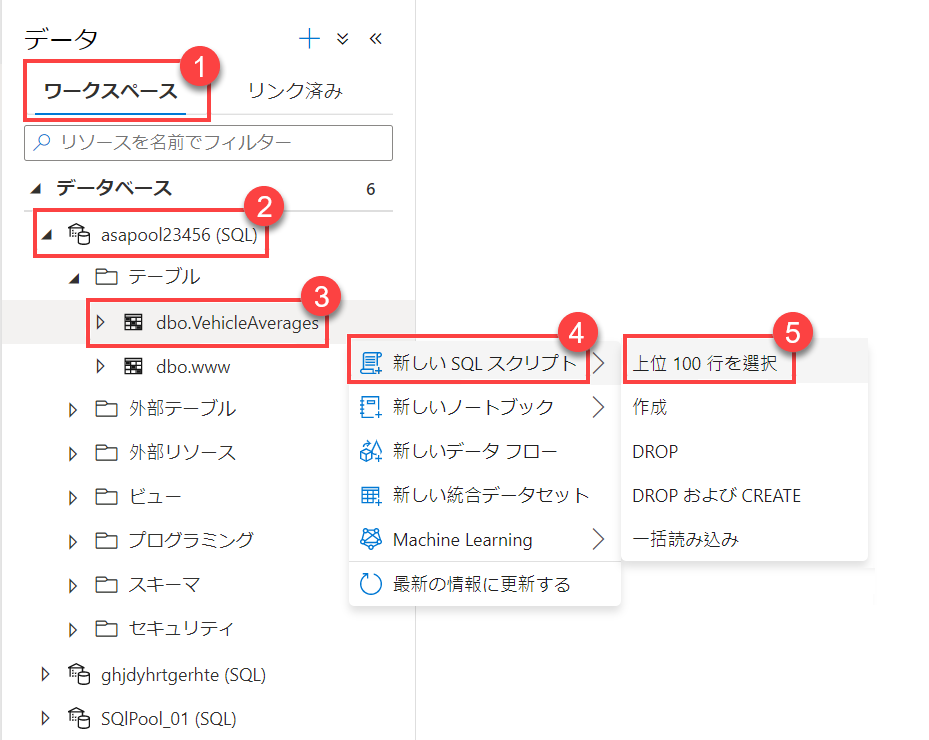 データ
ワークスペース
1
リンク済み
リソースを名前でフィルター
データベース 6
2
asapool23456 (SQL)
テーブル
3
dbo.VehicleAverages
dbo.www
外部テーブル
外部リソース
ビュー
プログラミング
スキーマ
セキュリティ
ghjdyhrtgerhte (SQL)
SQlPool_01 (SQL)
4
新しい SQL スクリプト
新しいノートブック
新しいデータ フロー
新しい統合データセット
Machine Learning
最新の情報に更新する
5
上位 100 行を選択
作成
DROP
DROP および CREATE
一括読み込み